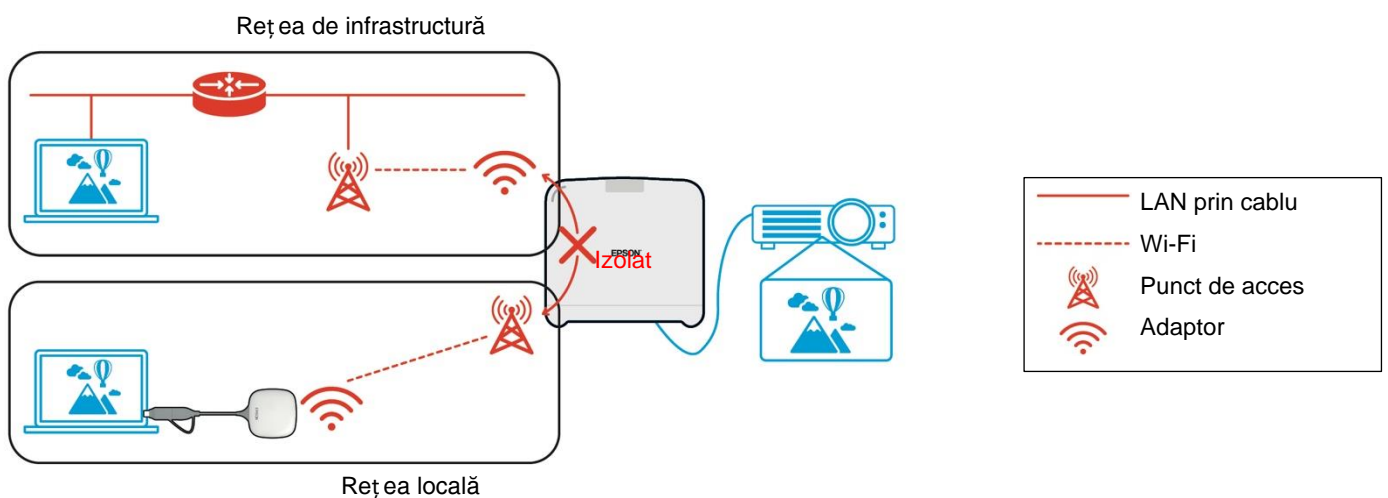 Rețea de infrastructură
EPSON
Izolat
Rețea locală
LAN prin cablu
Wi-Fi
Punct de acces
Adaptor